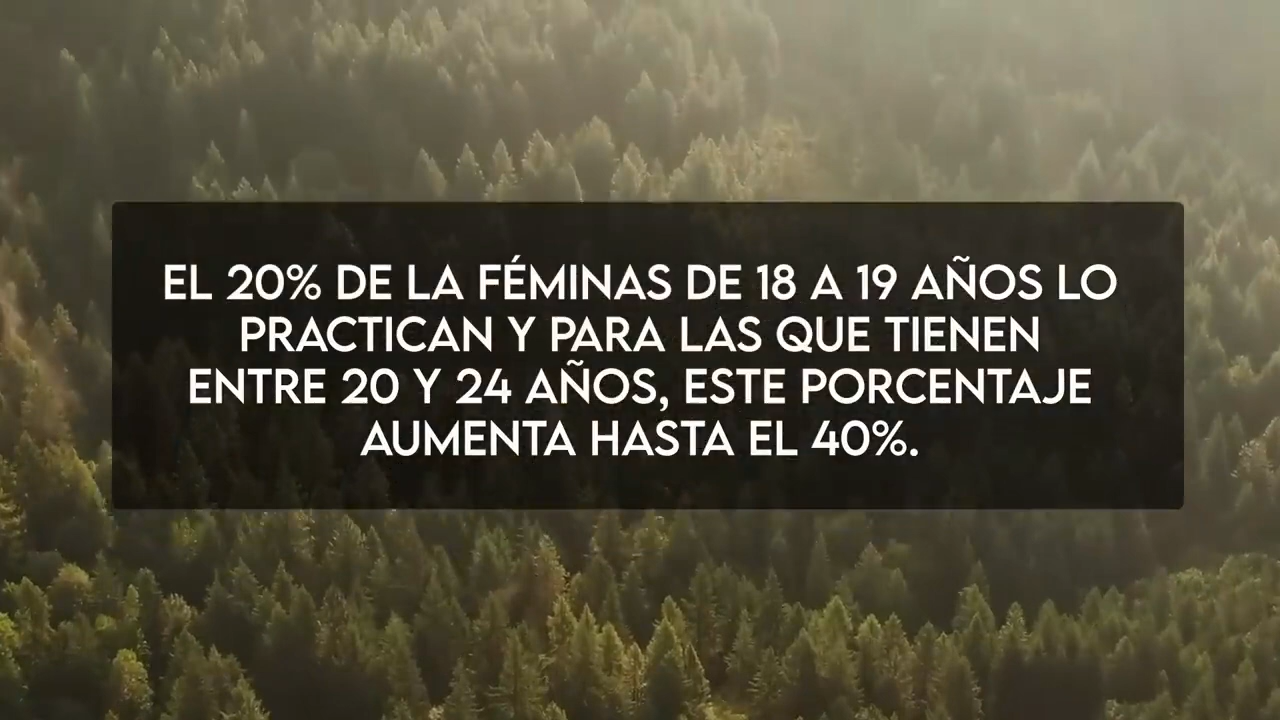 EL 20% DE LA FÉMINAS DE 18 A 19 AÑOS LO
PRACTICAN Y PARA LAS QUE TIENEN
ENTRE 20 Y 24 AÑOS, ESTE PORCENTAJE
AUMENTA HASTA EL 40%.